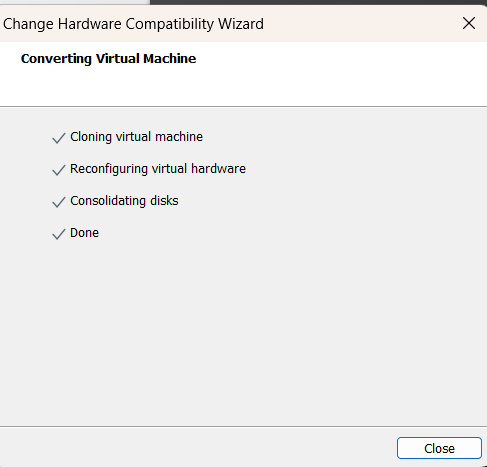 Change Hardware Compatibility Wizard
Converting Virtual Machine
Cloning virtual machine
Reconfiguring virtual hardware
Consolidating disks
Done
Close